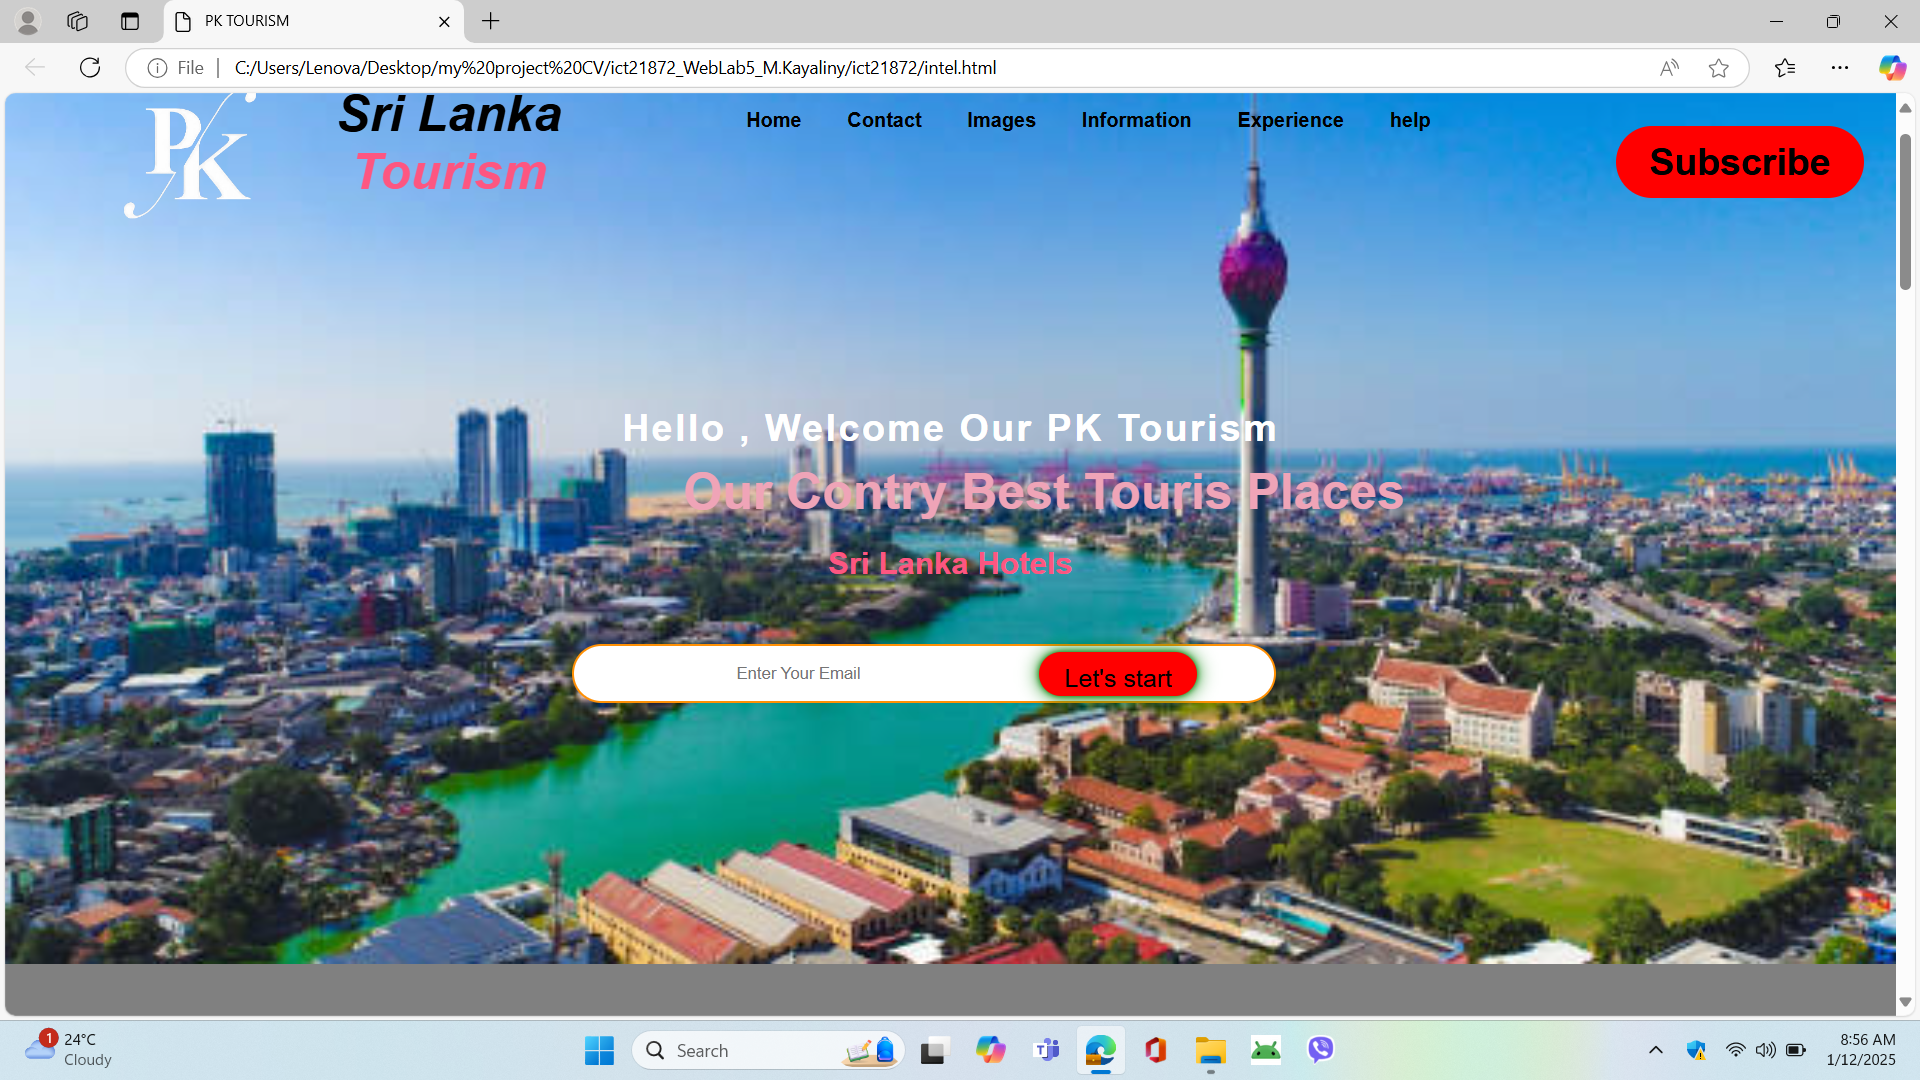 PK TOURISM
File
C:/Users/Lenova/Desktop/my%20project%20CV/ict21872_WebLab5_M.Kayaliny/ict21872/intel.html
PK
Sri Lanka
Tourism
Home Contact Images Information Experience help
Subscribe
Hello , Welcome Our PK Tourism
Our Contry Best Touris Places
Sri Lanka Hotels
Enter Your Email
Let's start
1
24°C
Cloudy
Search
8:56 AM
1/12/2025